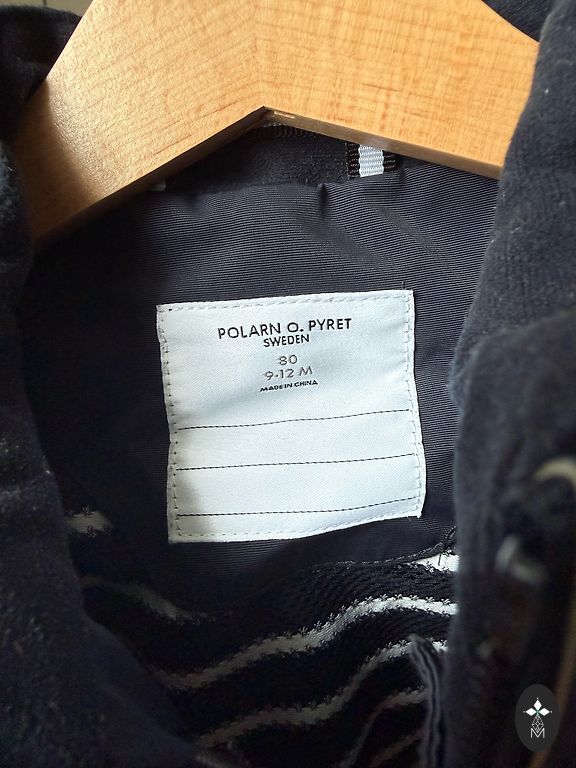 POLARN O. PYRET
SWEDEN
80
9-12 M
MADE IN CHINA
M